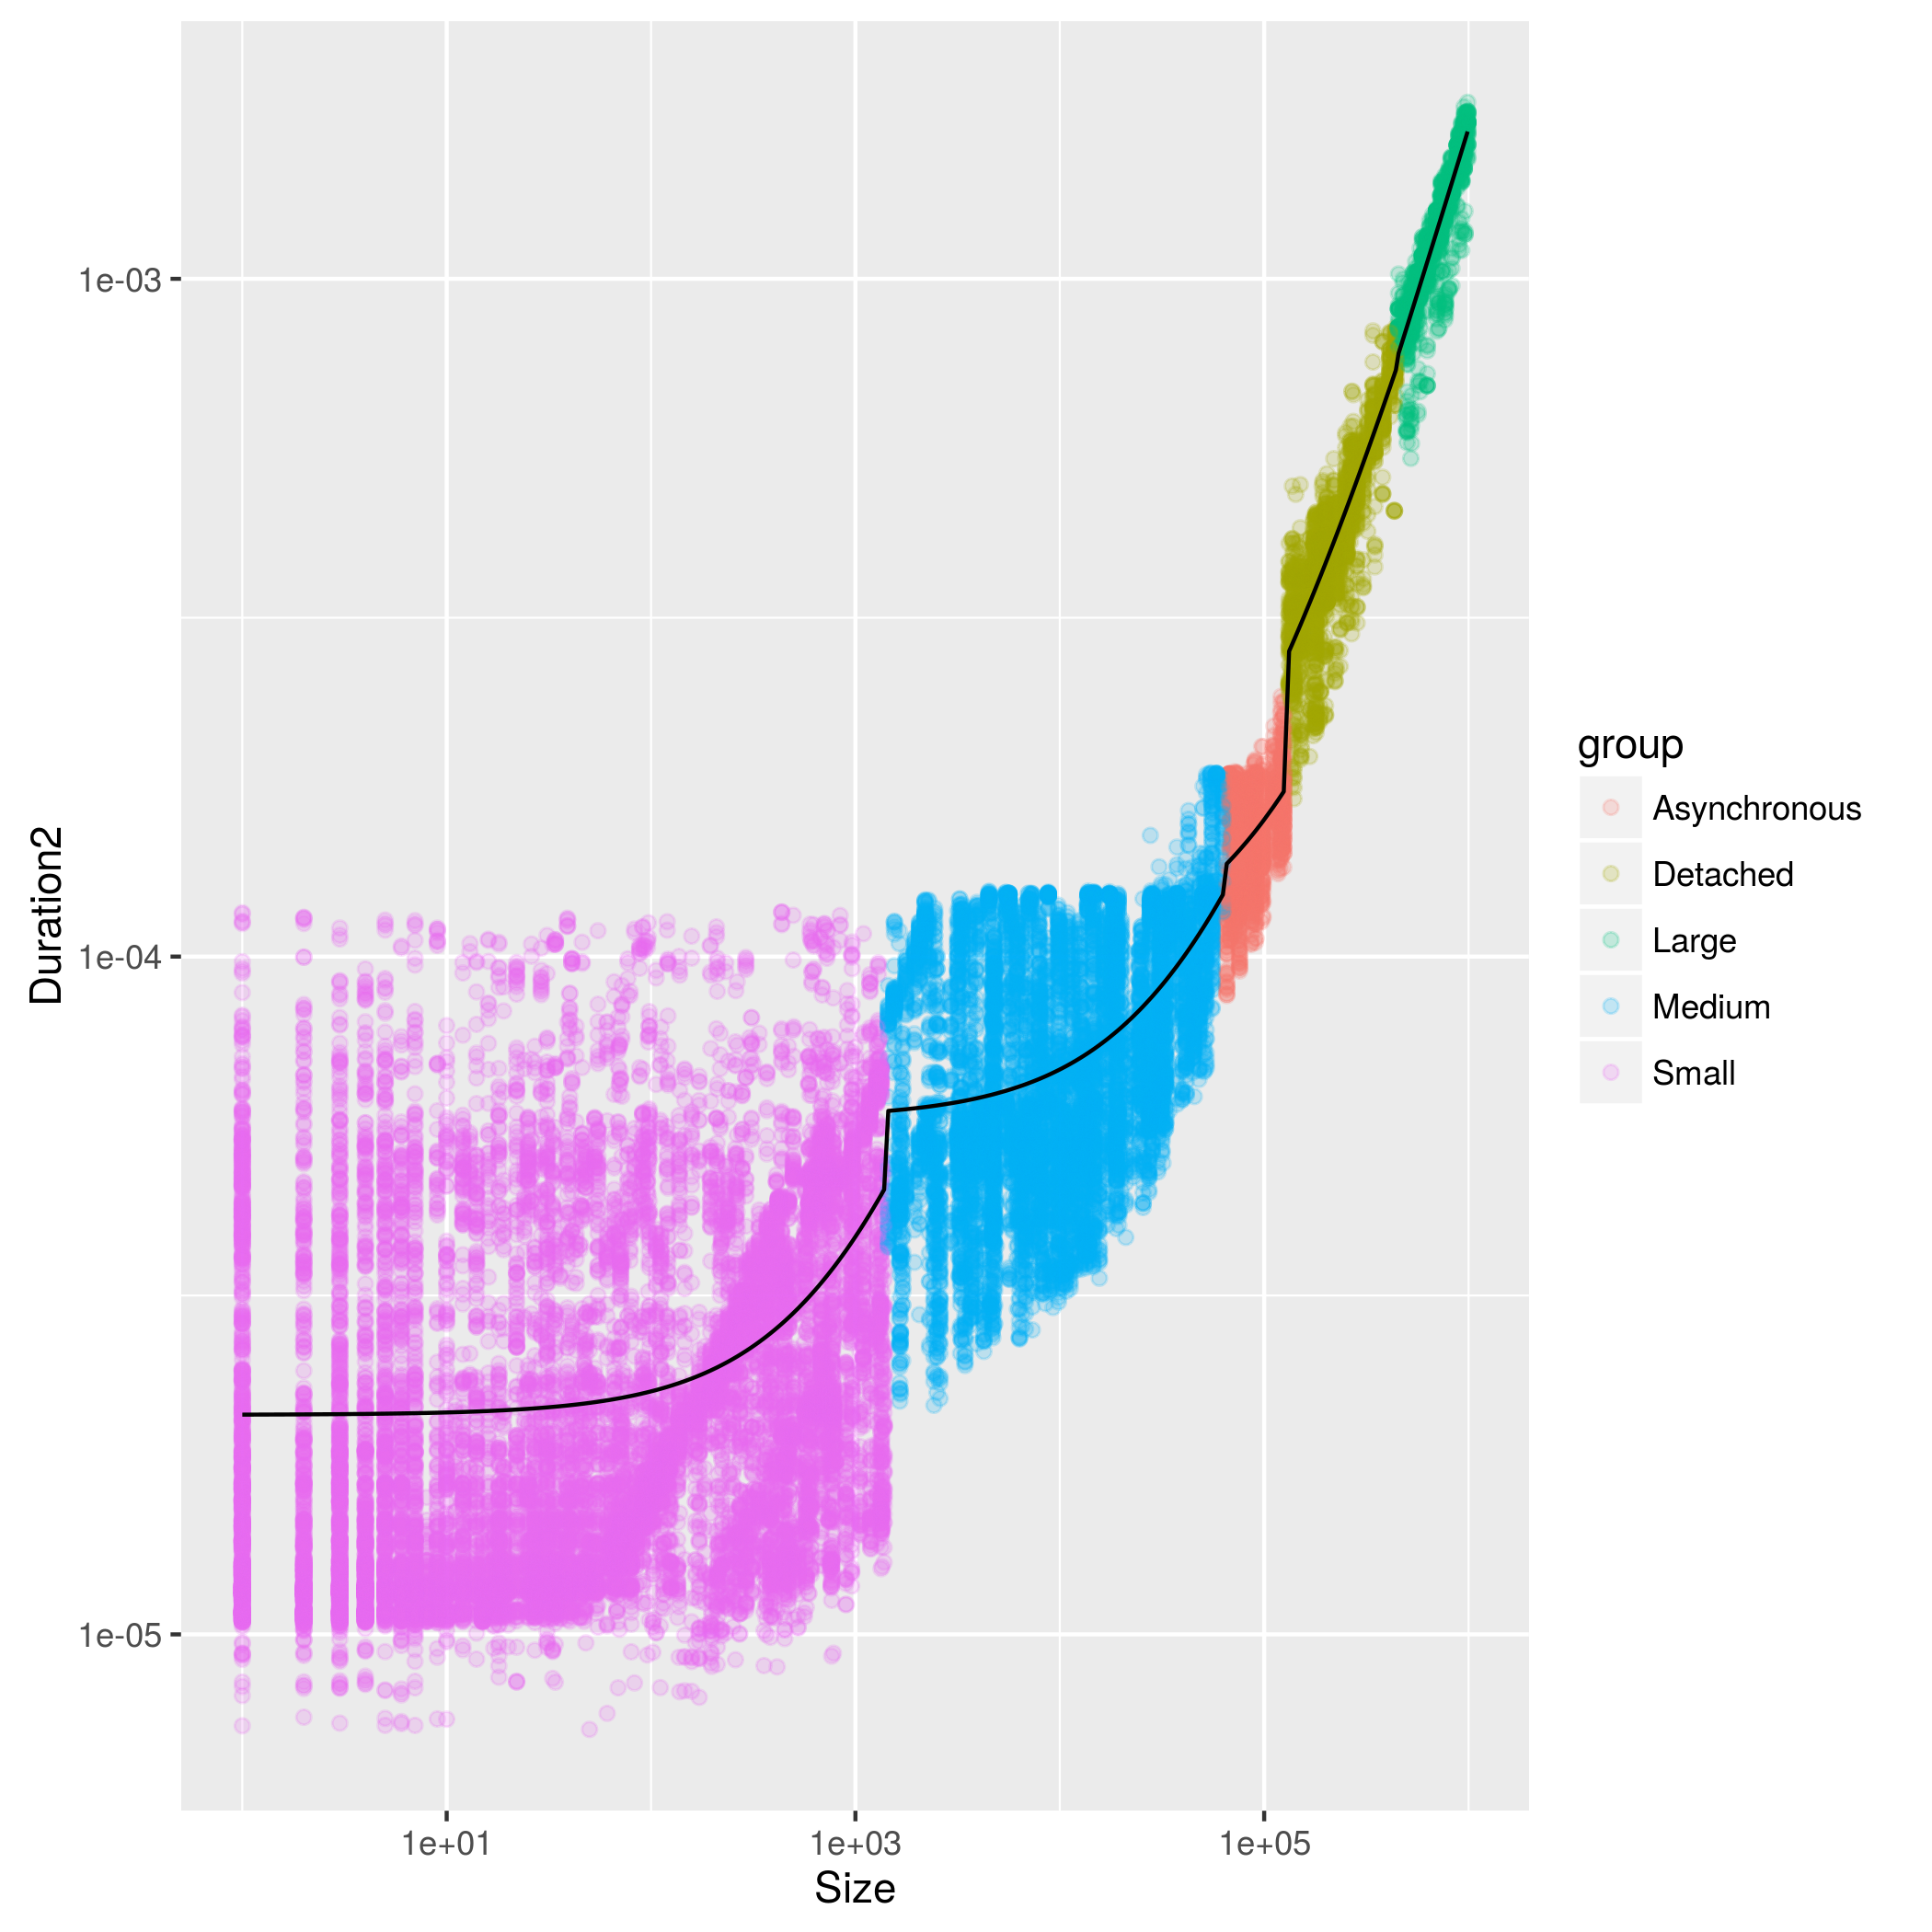 1e-03
1e-04
1e-05
Duration2
1e+01
1e+03
1e+05
Size
group
Asynchronous
Detached
Large
Medium
Small